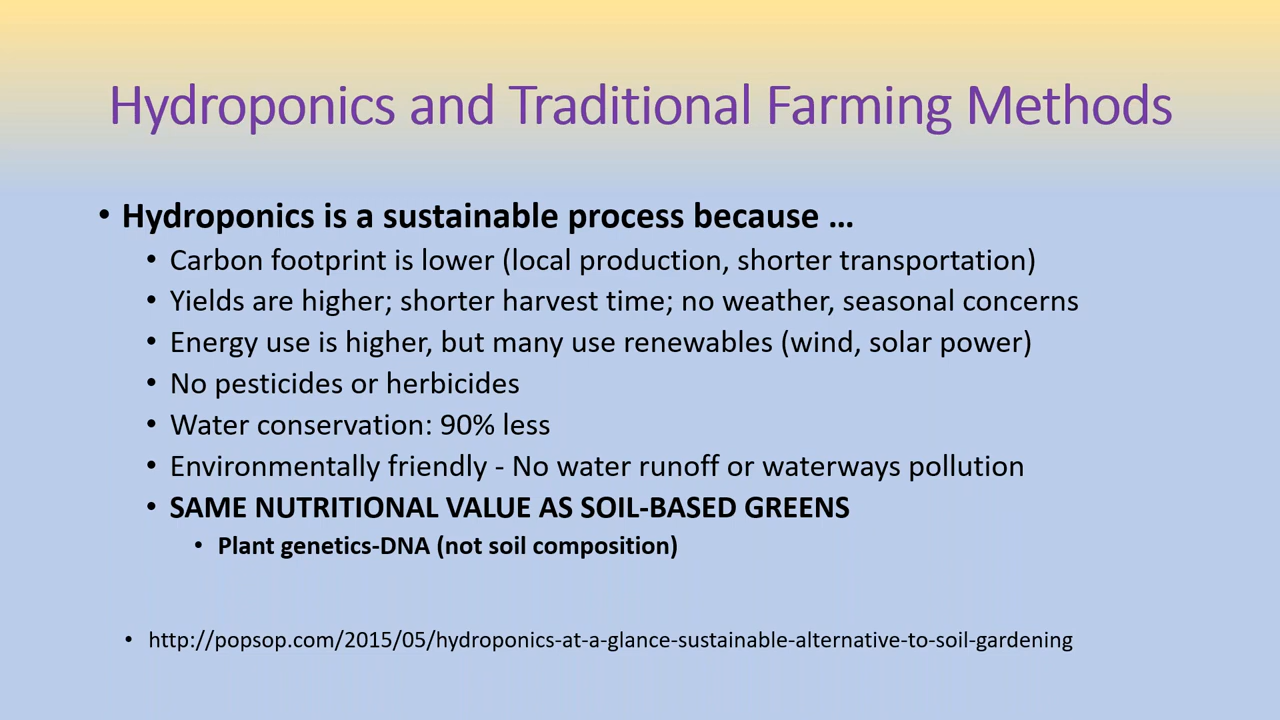 Hydroponics and Traditional Farming Methods
• Hydroponics is a sustainable process because ...
• Carbon footprint is lower (local production, shorter transportation)
• Yields are higher; shorter harvest time; no weather, seasonal concerns
• Energy use is higher, but many use renewables (wind, solar power)
• No pesticides or herbicides
• Water conservation: 90% less
• Environmentally friendly - No water runoff or waterways pollution
• SAME NUTRITIONAL VALUE AS SOIL-BASED GREENS
• Plant genetics-DNA (not soil composition)
• http://popsop.com/2015/05/hydroponics-at-a-glance-sustainable-alternative-to-soil-gardening